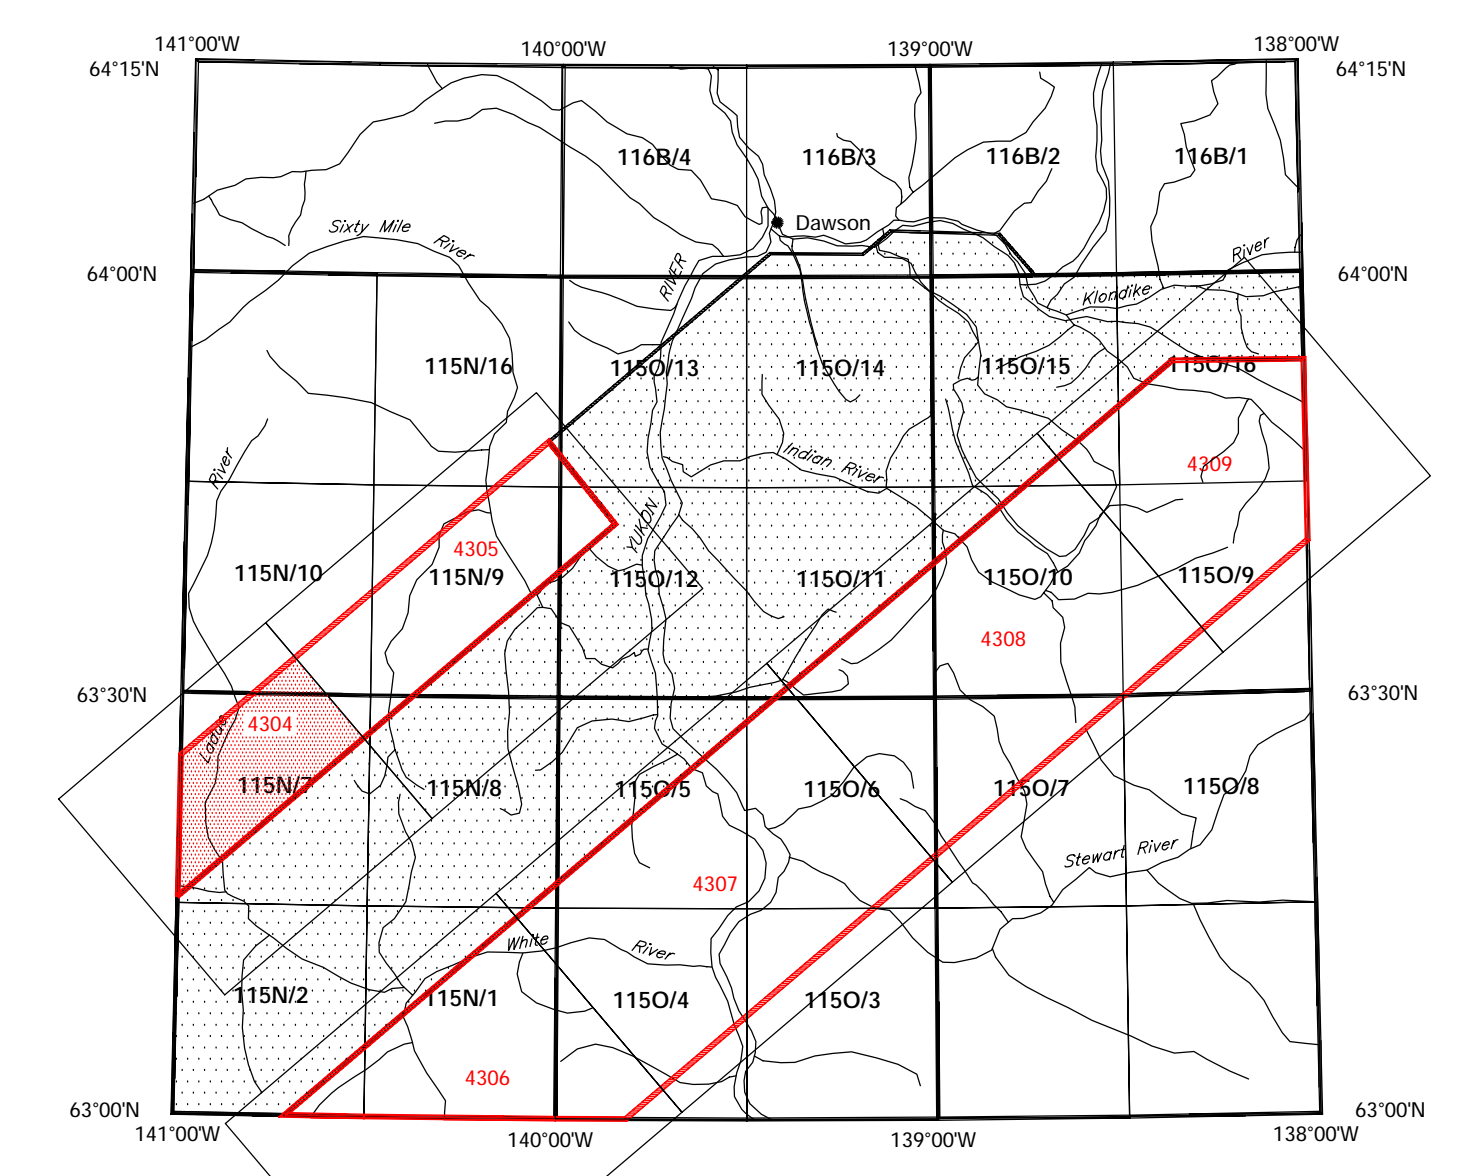 141°00'W 140°00'W 139°00'W 138°00'W
64°15'N 64°15'N
116B/4 116B/3 116B/2 116B/1
Dawson
Sixty Mile River
RIVER
River
64°00'N 64°00'N
Klondike
115N/16 115O/13 115O/14 115O/15 115O/16
River
Indian River
4309
YUKON
4305
115N/10 115N/9 115O/12 115O/11 115O/10 115O/9
4308
63°30'N 63°30'N
4304
Ladue
115N/7 115N/8 115O/5 115O/6 115O/7 115O/8
Stewart River
4307
White River
115N/2 115N/1 115O/4 115O/3
4306
63°00'N 63°00'N
141°00'W 140°00'W 139°00'W 138°00'W